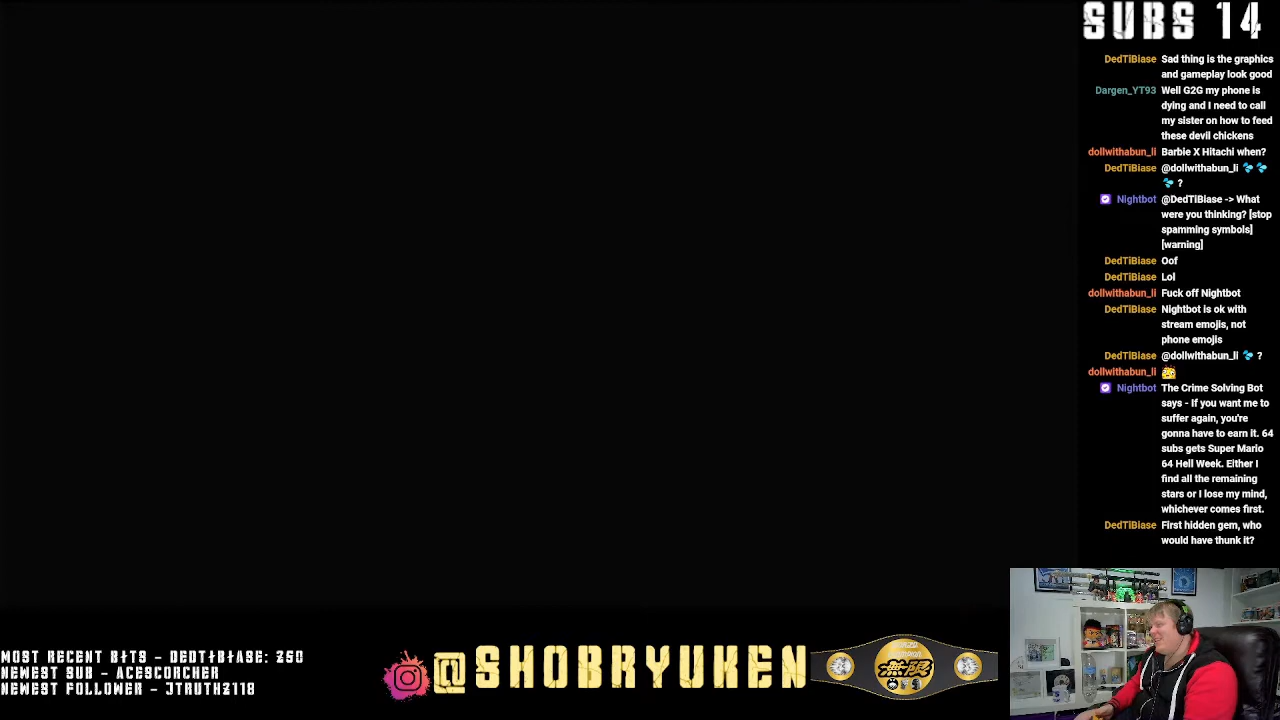 SUBS 14
DedTiBiase Sad thing is the graphics
and gameplay look good
Dargen_YT93 Well G2G my phone is
dying and I need to call
my sister on how to feed
these devil chickens
dollwithabun_li Barbie X Hitachi when?
DedTiBiase @dollwithabun_li 💦 💦
💦 ?
Nightbot @DedTiBiase -> What
were you thinking? [stop
spamming symbols]
[warning]
DedTiBiase Oof
DedTiBiase Lol
dollwithabun_li Fuck off Nightbot
DedTiBiase Nightbot is ok with
stream emojis, not
phone emojis
DedTiBiase @dollwithabun_li 💦 ?
dollwithabun_li
Nightbot The Crime Solving Bot
says - If you want me to
suffer again, you're
gonna have to earn it. 64
subs gets Super Mario
64 Hell Week. Either I
find all the remaining
stars or I lose my mind,
whichever comes first.
DedTiBiase First hidden gem, who
would have thunk it?
MOST RECENT BITS - DEDTIBIASE: 250
NEWEST SUB - ACESCORCHER
NEWEST FOLLOWER - JTRUTH2118
@SHOBRYUKEN